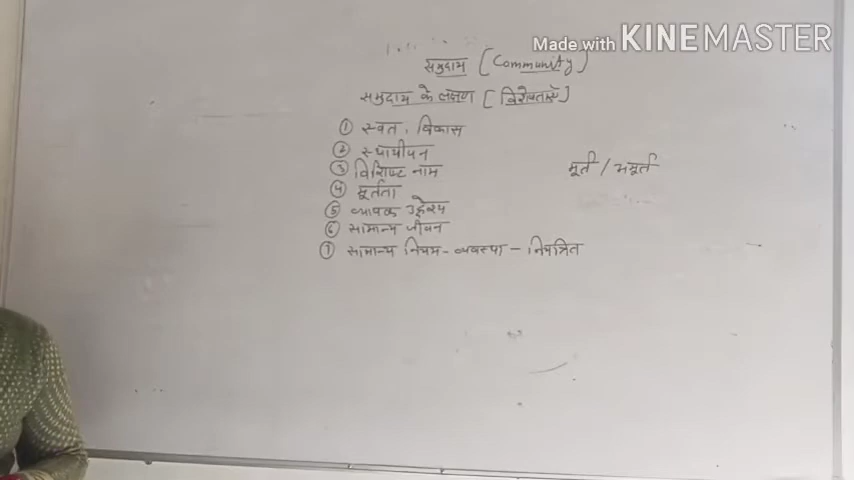 Made with KINEMASTER
समुदाय [Community]
समुदाय के लक्षण [विशेषताएँ]
① स्वतः विकास
② स्थायीपन
③ विशिष्ट नाम
मूर्त / अमूर्त
④ मूर्तता
⑤ व्यापक उद्देश्य
⑥ सामान्य जीवन
⑦ सामान्य नियम - व्यवस्था - नियंत्रित